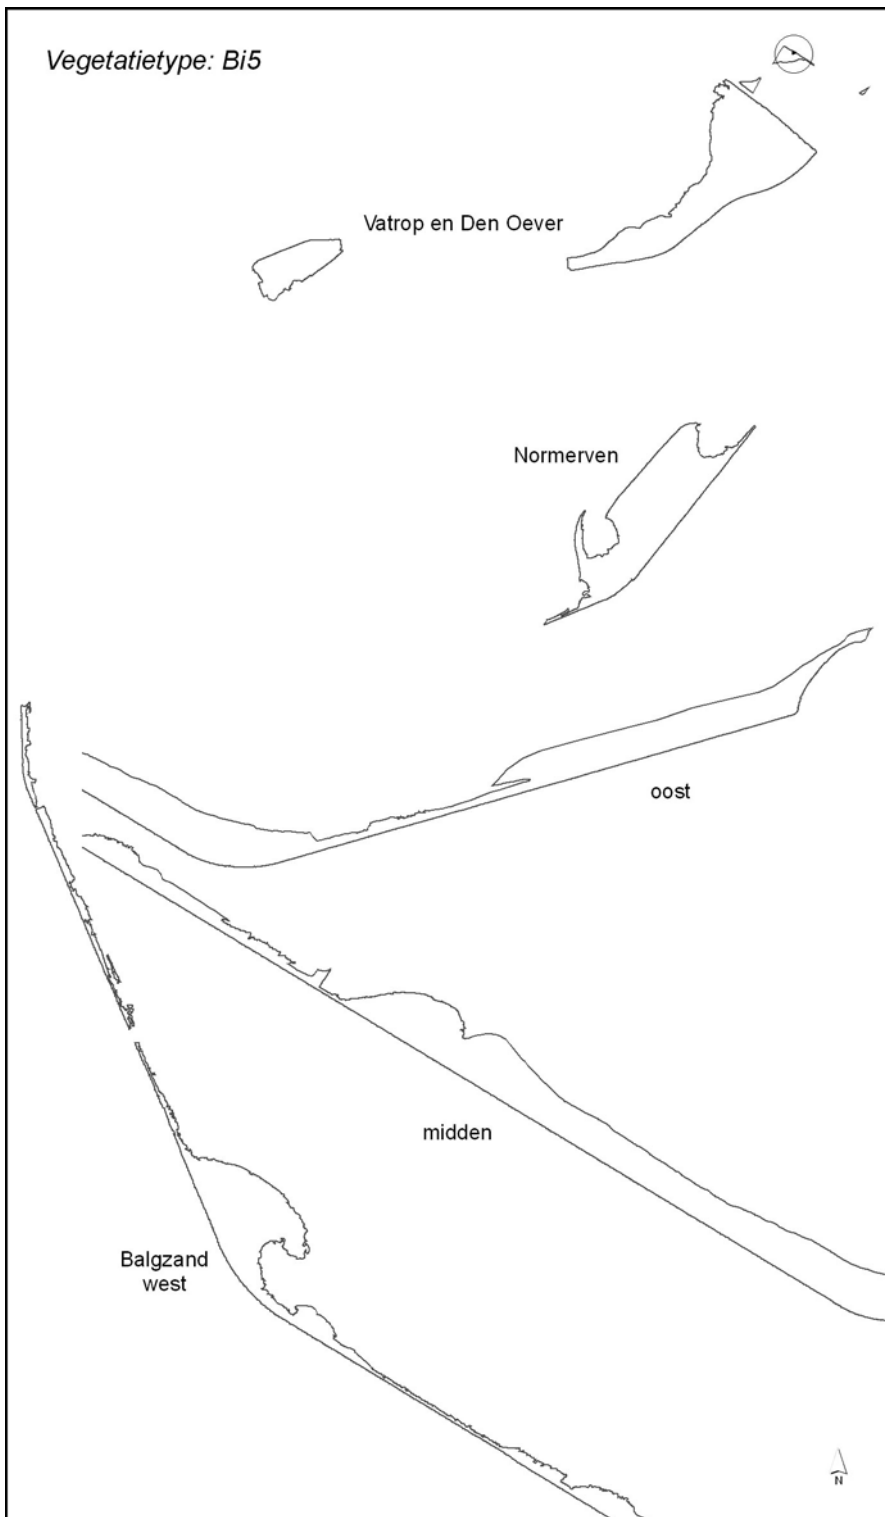 Vegetatietype: Bi5
Vatrop en Den Oever
Normerven
oost
midden
Balgzand
west
N